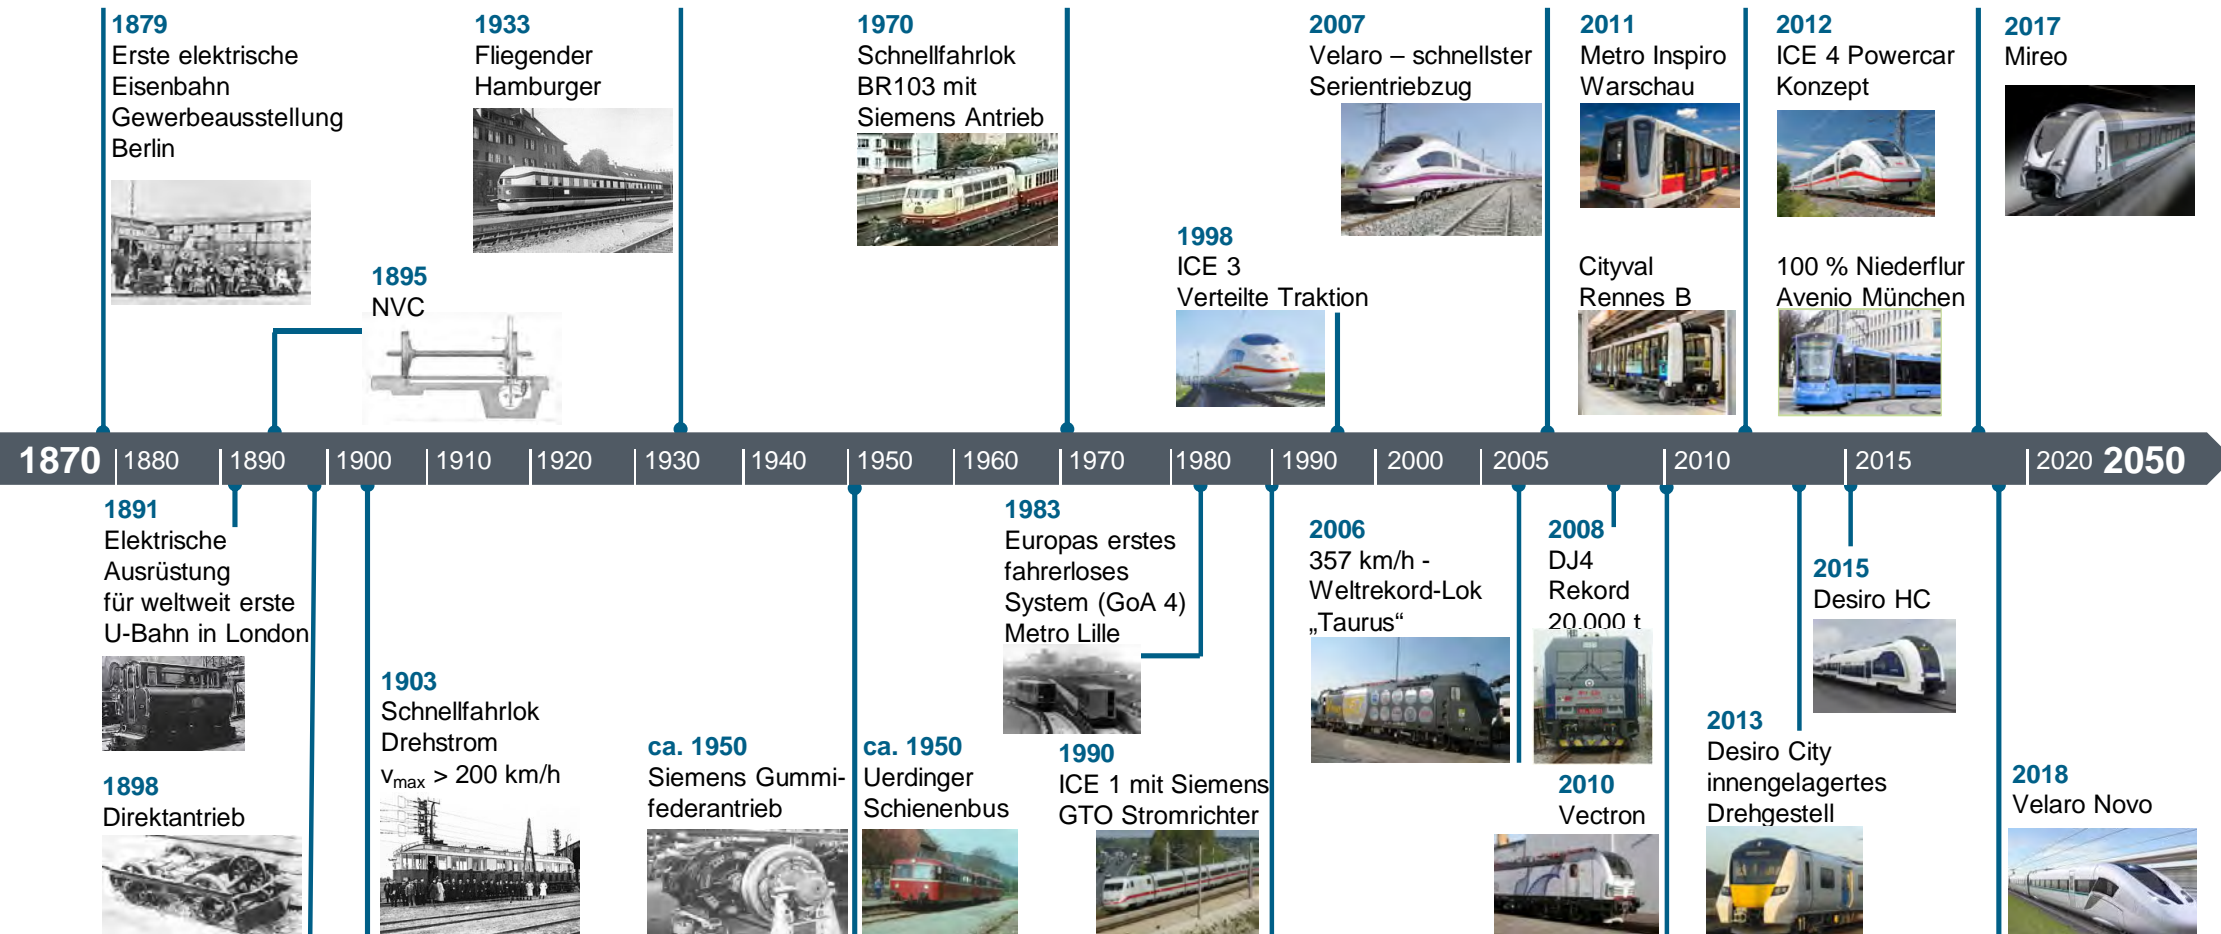 1879
Erste elektrische
Eisenbahn
Gewerbeausstellung
Berlin
1895
NVC
1933
Fliegender
Hamburger
1970
Schnellfahrlok
BR103 mit
Siemens Antrieb
1998
ICE 3
Verteilte Traktion
2007
Velaro – schnellster
Serientriebzug
2011
Metro Inspiro
Warschau
Cityval
Rennes B
2012
ICE 4 Powercar
Konzept
100 % Niederflur
Avenio München
2017
Mireo
1870 1880 1890 1900 1910 1920 1930 1940 1950 1960 1970 1980 1990 2000 2005 2010 2015 2020 2050
1891
Elektrische
Ausrüstung
für weltweit erste
U-Bahn in London
1898
Direktantrieb
1903
Schnellfahrlok
Drehstrom
vmax > 200 km/h
ca. 1950
Siemens Gummi-
federantrieb
ca. 1950
Uerdinger
Schienenbus
1983
Europas erstes
fahrerloses
System (GoA 4)
Metro Lille
1990
ICE 1 mit Siemens
GTO Stromrichter
2006
357 km/h -
Weltrekord-Lok
„Taurus“
2008
DJ4
Rekord
20.000 t
2010
Vectron
2013
Desiro City
innengelagertes
Drehgestell
2015
Desiro HC
2018
Velaro Novo